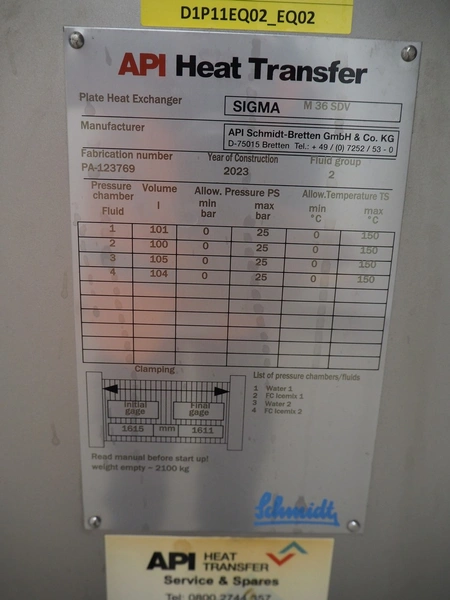 D1P11EQ02_EQ02
API Heat Transfer
Plate Heat Exchanger SIGMA M 36 SDV
Manufacturer API Schmidt-Bretten GmbH & Co. KG
D-75015 Bretten Tel.: + 49 / (0) 7252 / 53 - 0
Fabrication number Year of Construction Fluid group
PA-123769 2023 2
Pressure Volume Allow. Pressure PS Allow.Temperature TS
chamber l min max min max
Fluid bar bar °C °C
1 101 0 25 0 150
2 100 0 25 0 150
3 105 0 25 0 150
4 104 0 25 0 150
Clamping
Initial gage Final gage
1615 mm 1611
List of pressure chambers/fluids
1 Water 1
2 FC Icemix 1
3 Water 2
4 FC Icemix 2
Read manual before start up!
weight empty ~ 2100 kg
Schmidt
API HEAT TRANSFER
Service & Spares
Tel: 0800 2744 357